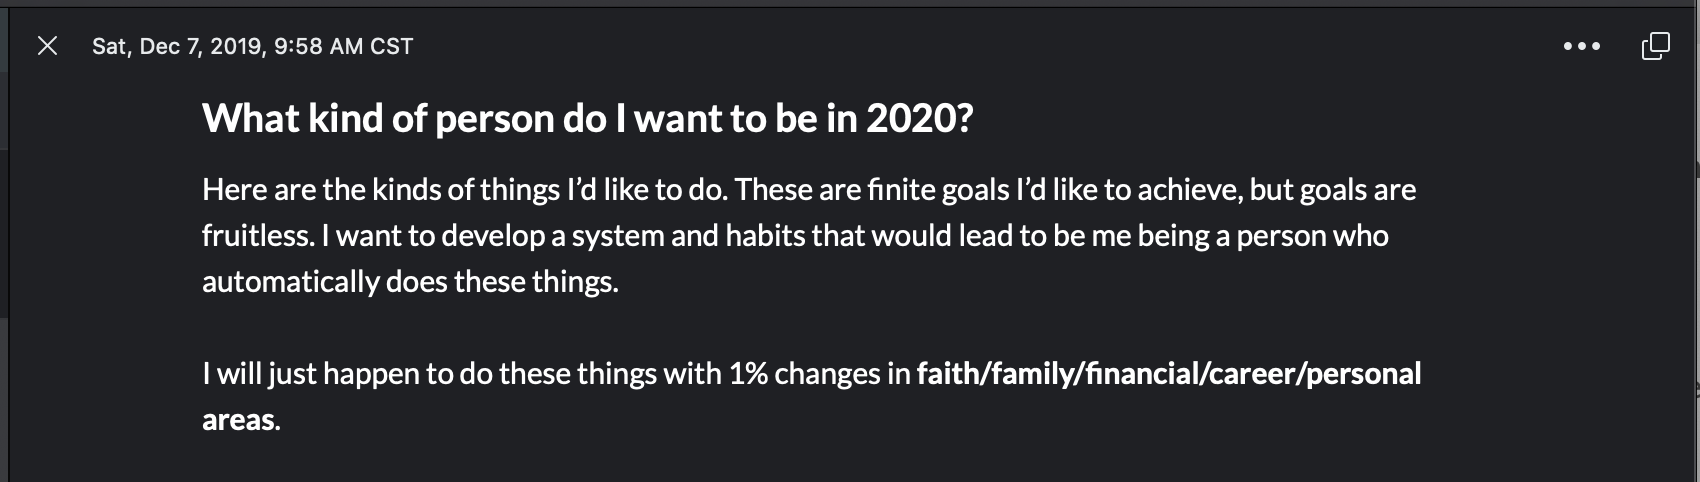 Sat, Dec 7, 2019, 9:58 AM CST
What kind of person do I want to be in 2020?
Here are the kinds of things I’d like to do. These are finite goals I’d like to achieve, but goals are
fruitless. I want to develop a system and habits that would lead to be me being a person who
automatically does these things.
I will just happen to do these things with 1% changes in faith/family/financial/career/personal
areas.